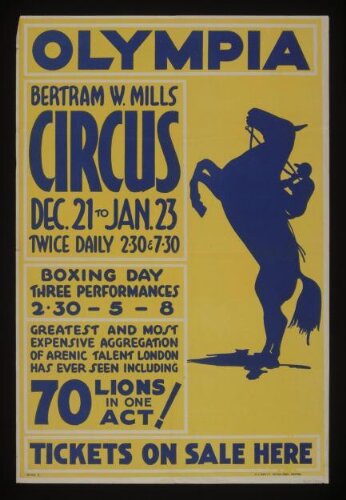 OLYMPIA
BERTRAM W. MILLS
CIRCUS
DEC. 21 TO JAN. 23
TWICE DAILY 2·30 & 7·30
BOXING DAY
THREE PERFORMANCES
2·30 – 5 – 8
GREATEST AND MOST
EXPENSIVE AGGREGATION
OF ARENIC TALENT LONDON
HAS EVER SEEN INCLUDING
70 LIONS
IN ONE
ACT!
TICKETS ON SALE HERE